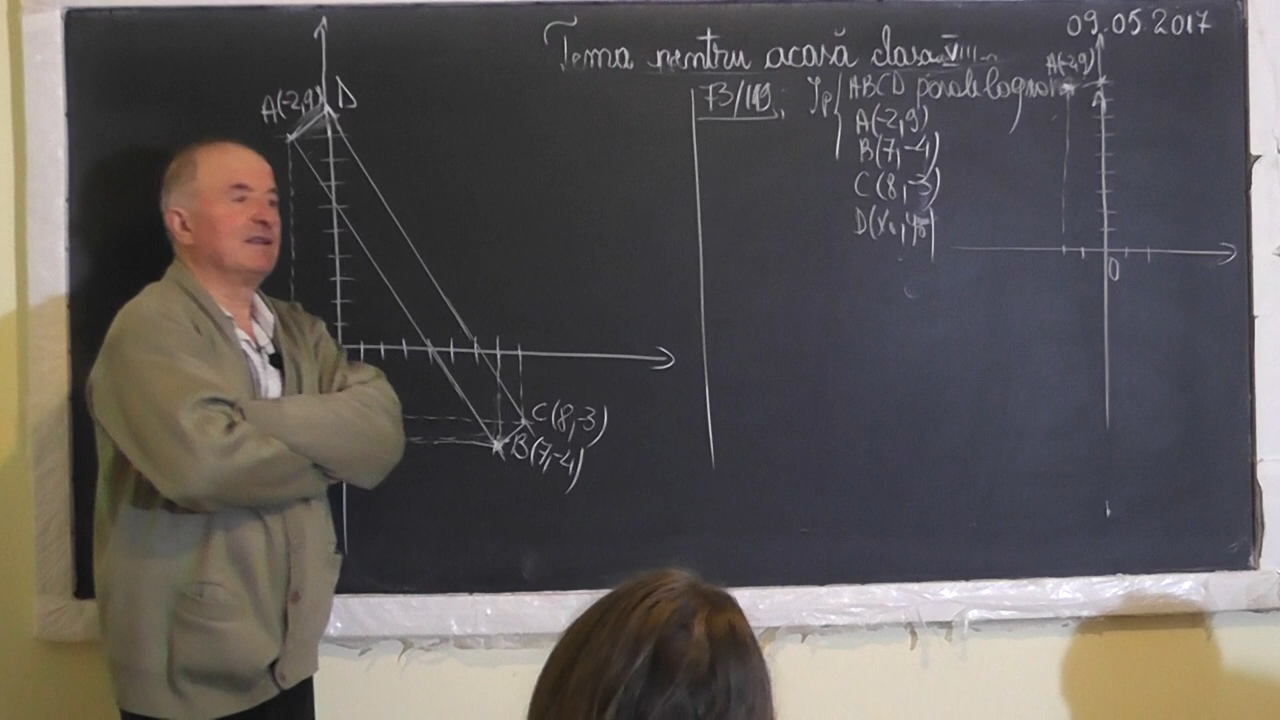 09.05.2017
Tema pentru acasă clasa VIII
A(-2,9) D
C(8,-3)
B(7,-4)
73/149; Ip { ABCD paralelogram
A(-2,9)
B(7,-4)
C(8,-3)
D(x₀,y₀)
A(-2,9)
0